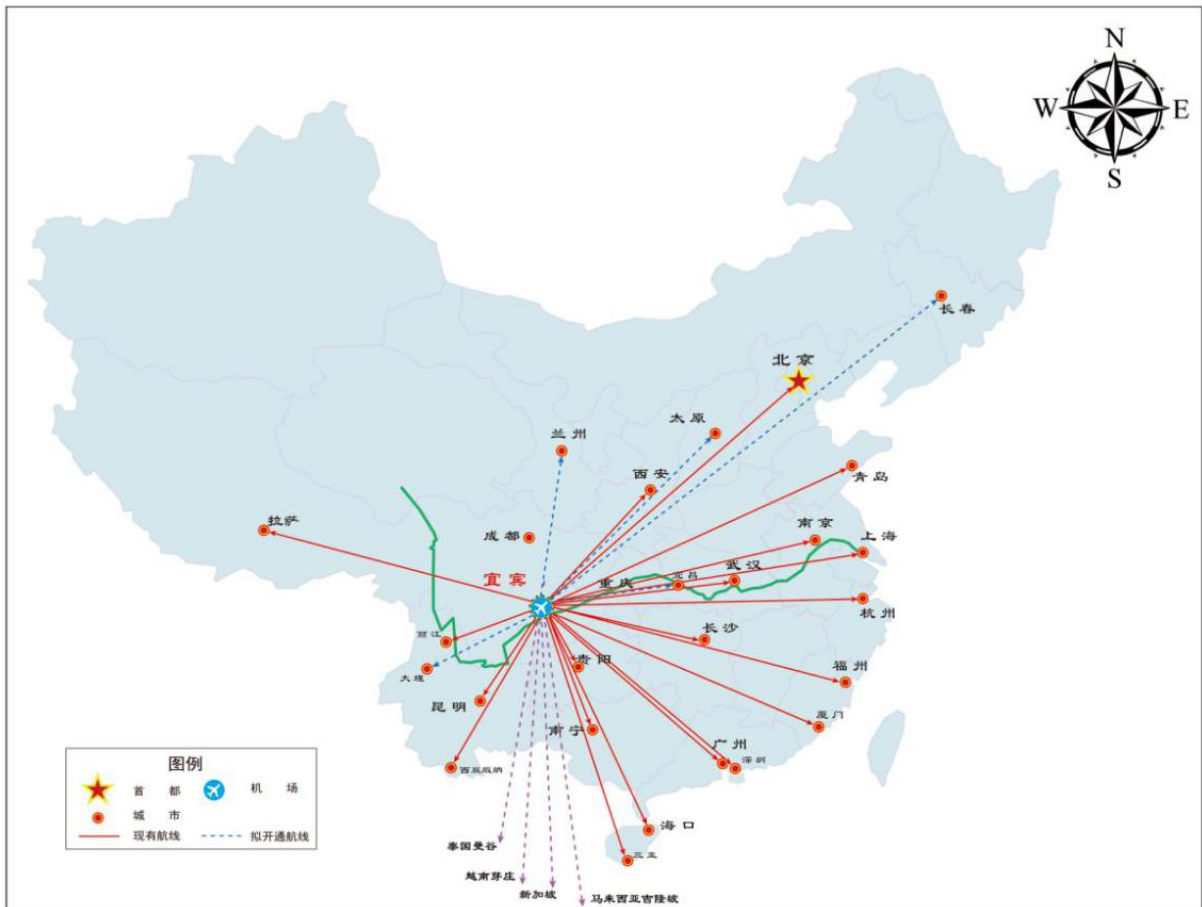 N
W
E
S
长春
北京
太原
兰州
西安
青岛
拉萨
成都
南京
上海
宜宾
重庆
宜昌
武汉
杭州
丽江
长沙
大理
贵阳
福州
昆明
南宁
厦门
广州
深圳
西双版纳
海口
三亚
泰国曼谷
越南芽庄
新加坡
马来西亚吉隆坡
图例
首都
机场
城市
现有航线
拟开通航线